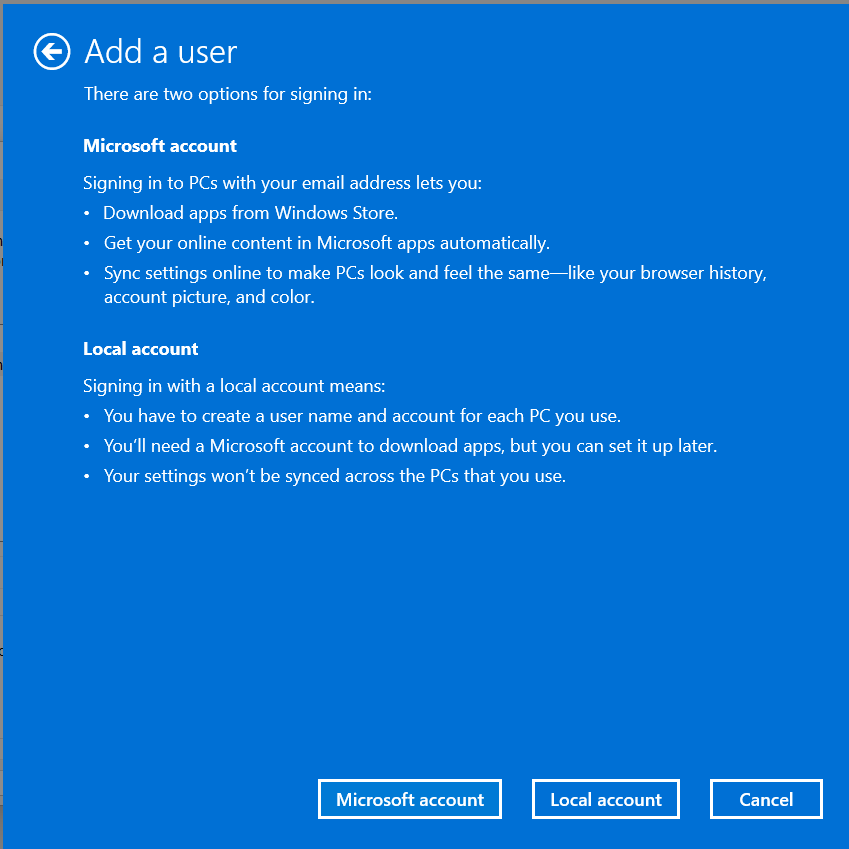 Add a user
There are two options for signing in:
Microsoft account
Signing in to PCs with your email address lets you:
• Download apps from Windows Store.
• Get your online content in Microsoft apps automatically.
• Sync settings online to make PCs look and feel the same—like your browser history,
account picture, and color.
Local account
Signing in with a local account means:
• You have to create a user name and account for each PC you use.
• You’ll need a Microsoft account to download apps, but you can set it up later.
• Your settings won’t be synced across the PCs that you use.
Microsoft account
Local account
Cancel